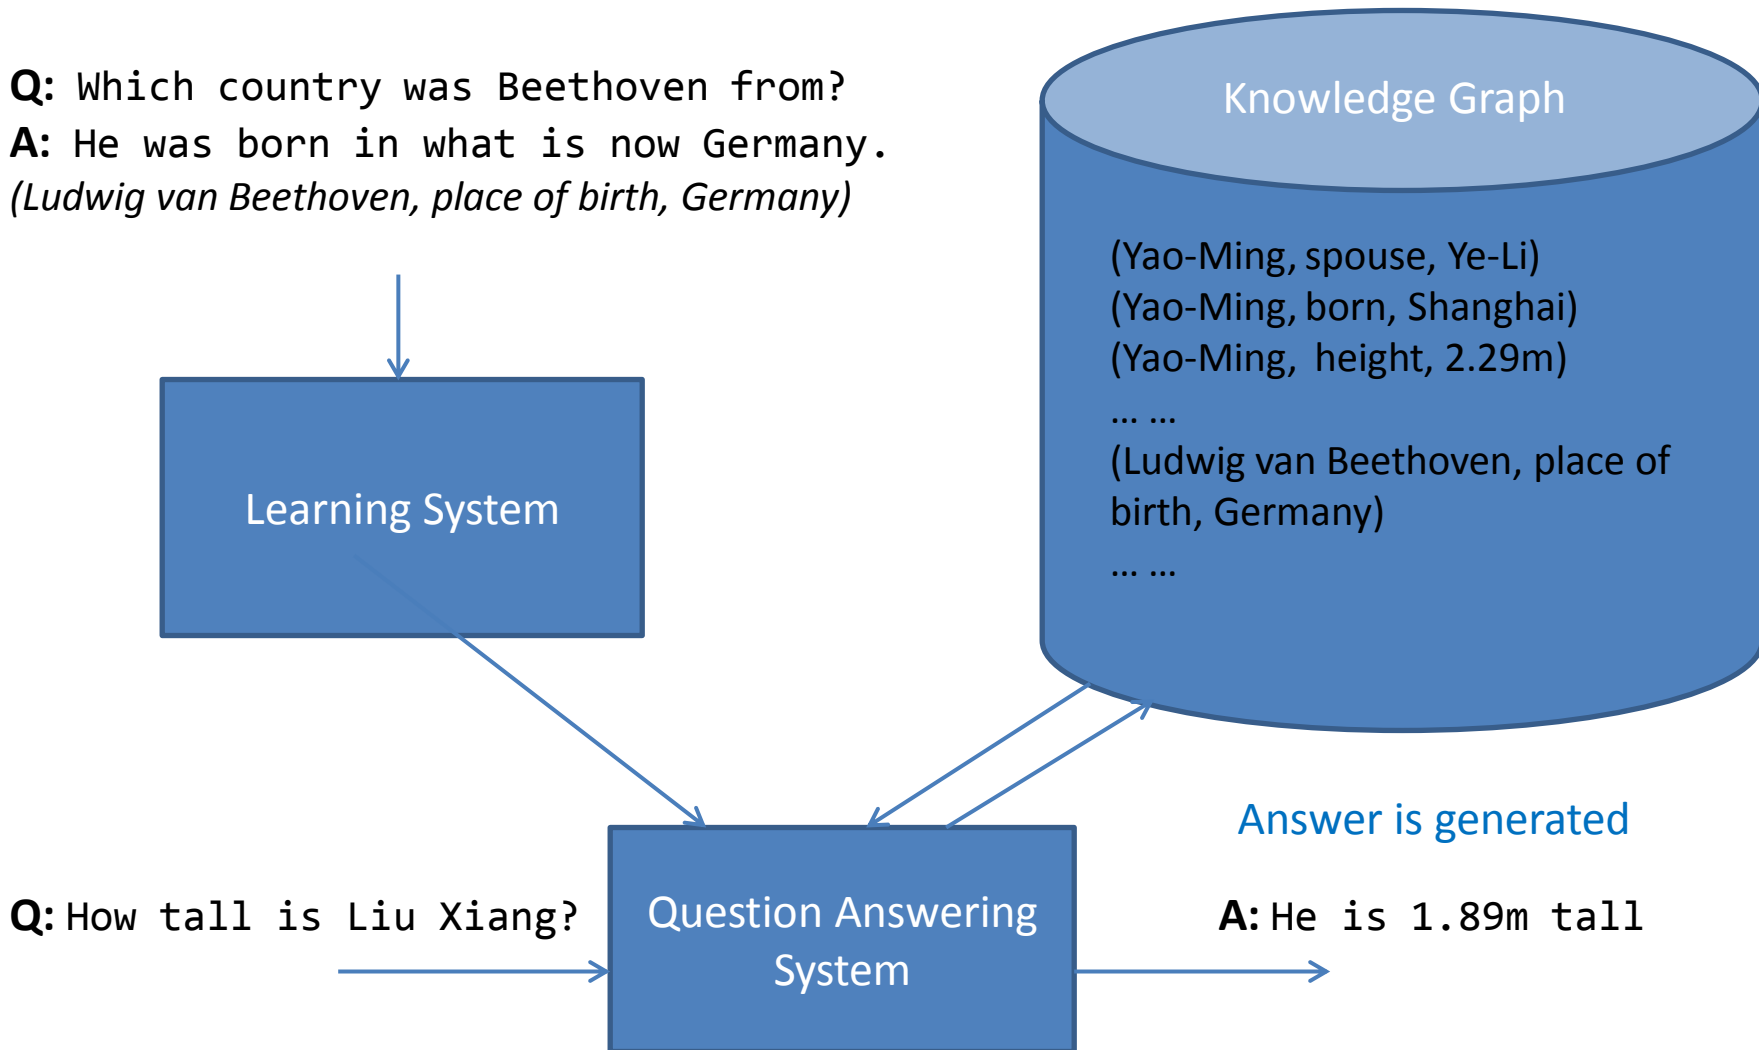 Q: Which country was Beethoven from?
A: He was born in what is now Germany.
(Ludwig van Beethoven, place of birth, Germany)
Knowledge Graph
(Yao-Ming, spouse, Ye-Li)
(Yao-Ming, born, Shanghai)
(Yao-Ming, height, 2.29m)
... ...
(Ludwig van Beethoven, place of
birth, Germany)
... ...
Learning System
Answer is generated
Q: How tall is Liu Xiang?
Question Answering
System
A: He is 1.89m tall